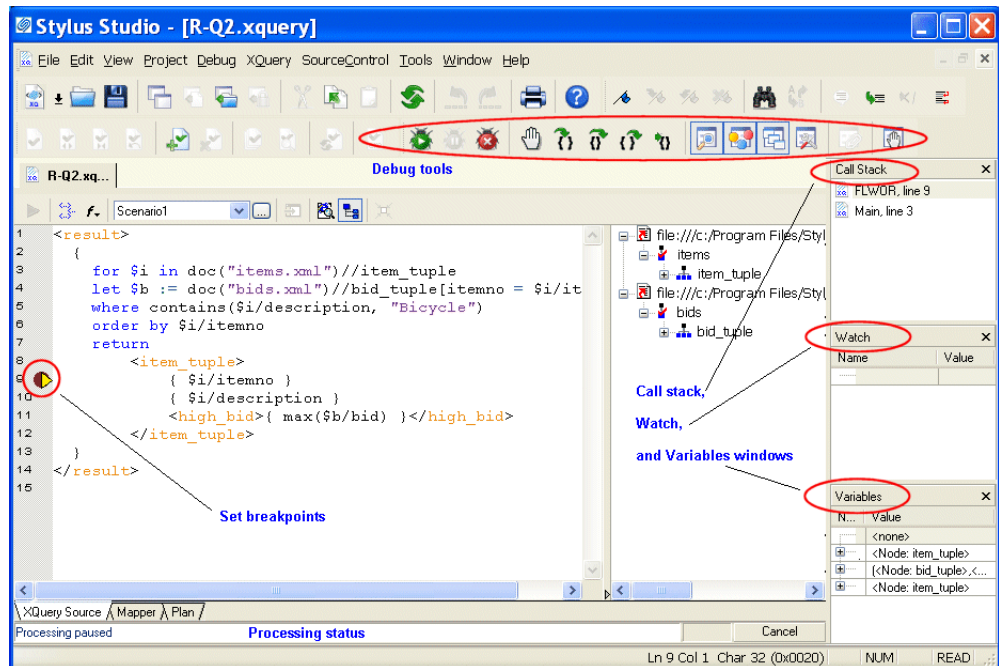 Stylus Studio - [R-Q2.xquery]
File Edit View Project Debug XQuery SourceControl Tools Window Help
Debug tools
R-Q2.xq...
Scenario1
1 <result>
2 {
3 for $i in doc("items.xml")//item_tuple
4 let $b := doc("bids.xml")//bid_tuple[itemno = $i/it
5 where contains($i/description, "Bicycle")
6 order by $i/itemno
7 return
8 <item_tuple>
9 { $i/itemno }
10 { $i/description }
11 <high_bid>{ max($b/bid) }</high_bid>
12 </item_tuple>
13 }
14 </result>
15
Set breakpoints
file:///c:/Program Files/Styl
items
item_tuple
file:///c:/Program Files/Styl
bids
bid_tuple
Call stack,
Watch,
and Variables windows
Call Stack
FLWOR, line 9
Main, line 3
Watch
Name Value
Variables
N... Value
<none>
<Node: item_tuple>
(<Node: bid_tuple>,<...
<Node: item_tuple>
XQuery Source Mapper Plan
Processing paused
Processing status
Cancel
Ln 9 Col 1 Char 32 (0x0020) NUM READ